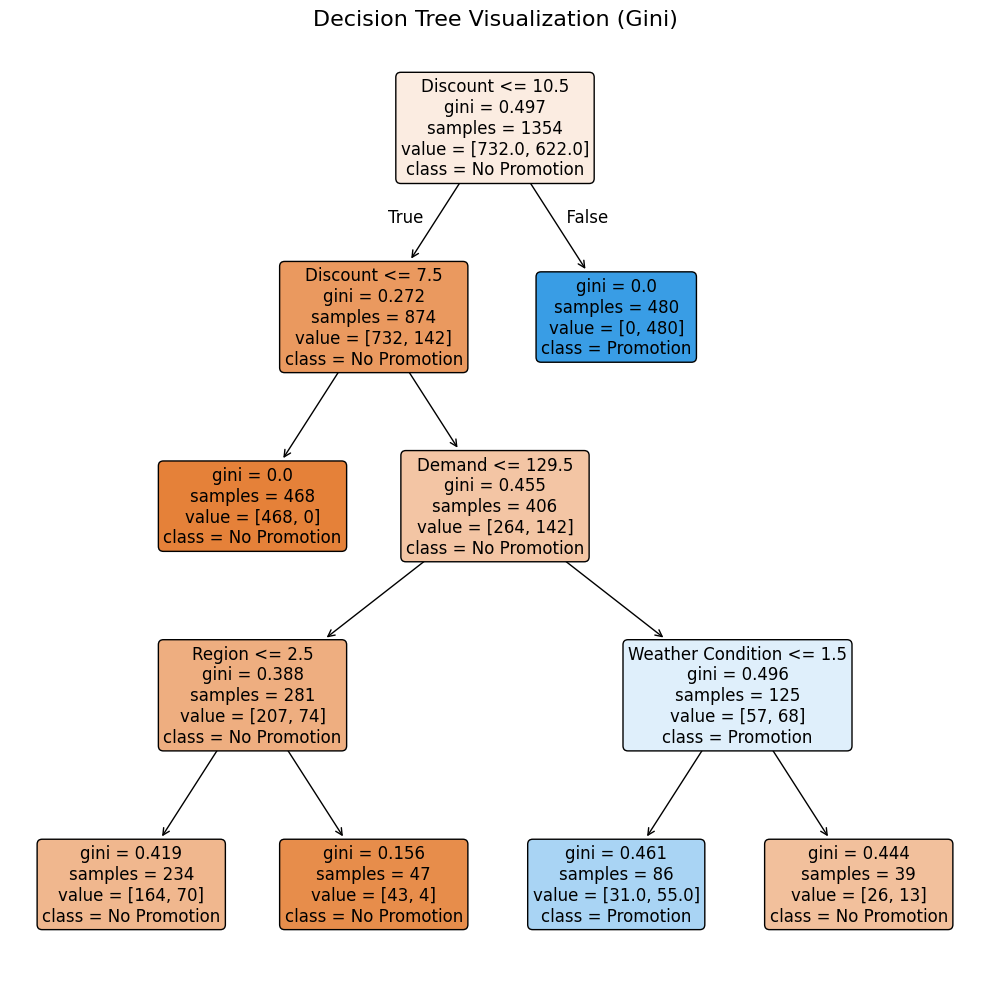 Decision Tree Visualization (Gini)
Discount <= 10.5
gini = 0.497
samples = 1354
value = [732.0, 622.0]
class = No Promotion
True
False
Discount <= 7.5
gini = 0.272
samples = 874
value = [732, 142]
class = No Promotion
gini = 0.0
samples = 480
value = [0, 480]
class = Promotion
gini = 0.0
samples = 468
value = [468, 0]
class = No Promotion
Demand <= 129.5
gini = 0.455
samples = 406
value = [264, 142]
class = No Promotion
Region <= 2.5
gini = 0.388
samples = 281
value = [207, 74]
class = No Promotion
Weather Condition <= 1.5
gini = 0.496
samples = 125
value = [57, 68]
class = Promotion
gini = 0.419
samples = 234
value = [164, 70]
class = No Promotion
gini = 0.156
samples = 47
value = [43, 4]
class = No Promotion
gini = 0.461
samples = 86
value = [31.0, 55.0]
class = Promotion
gini = 0.444
samples = 39
value = [26, 13]
class = No Promotion